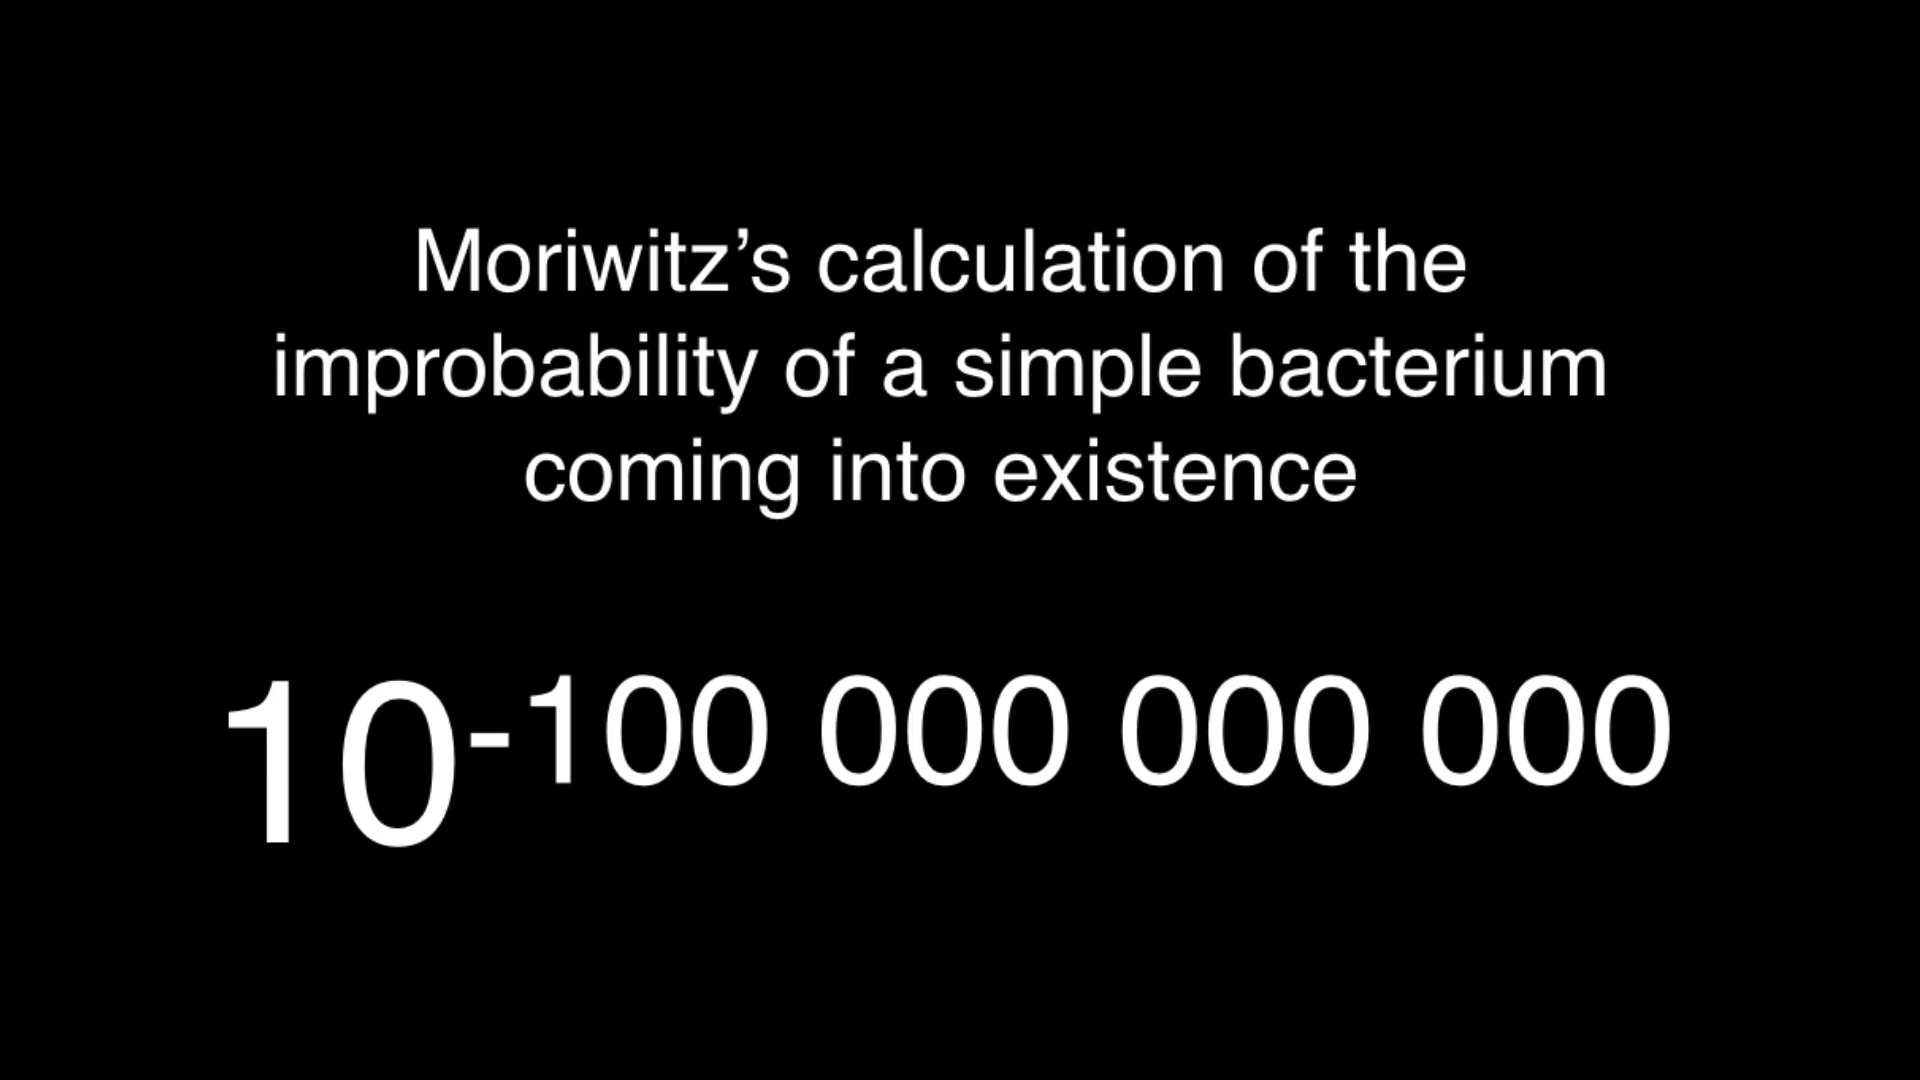 Moriwitz’s calculation of the
improbability of a simple bacterium
coming into existence
10-100 000 000 000